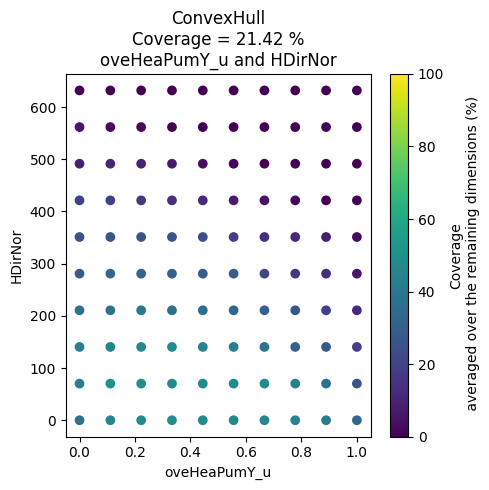 ConvexHull
Coverage = 21.42 %
oveHeaPumY_u and HDirNor
600
500
400
300
200
100
0
HDirNor
0.0 0.2 0.4 0.6 0.8 1.0
oveHeaPumY_u
100
80
60
40
20
0
Coverage
averaged over the remaining dimensions (%)